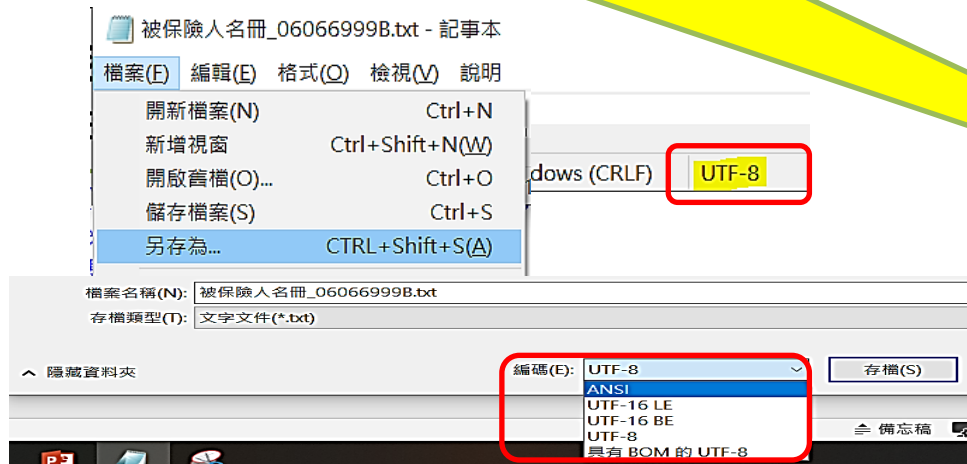 被保險人名冊_06066999B.txt - 記事本
檔案(F) 編輯(E) 格式(O) 檢視(V) 說明
開新檔案(N) Ctrl+N
新增視窗 Ctrl+Shift+N(W)
開啟舊檔(O)... Ctrl+O
儲存檔案(S) Ctrl+S
另存為... CTRL+Shift+S(A)
dows (CRLF) UTF-8
檔案名稱(N): 被保險人名冊_06066999B.txt
存檔類型(T): 文字文件(*.txt)
隱藏資料夾 編碼(E): UTF-8 存檔(S)
ANSI
UTF-16 LE
UTF-16 BE
UTF-8
具有 BOM 的 UTF-8
備忘稿